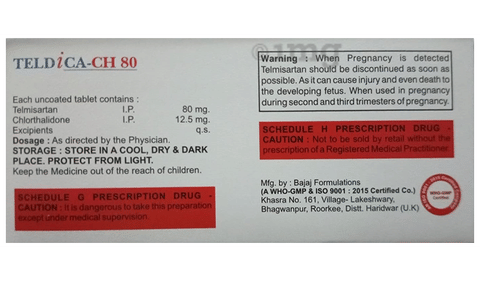 TELDiCA-CH 80
Each uncoated tablet contains :
Telmisartan I.P. 80 mg.
Chlorthalidone I.P. 12.5 mg.
Excipients q.s.
Dosage : As directed by the Physician.
STORAGE : STORE IN A COOL, DRY & DARK
PLACE. PROTECT FROM LIGHT.
Keep the Medicine out of the reach of children.
SCHEDULE G PRESCRIPTION DRUG -
CAUTION : It is dangerous to take this preparation
except under medical supervision.
1mg
Warning : When Pregnancy is detected
Telmisartan should be discontinued as soon as
possible. As it can cause injury and even death to
the developing fetus. When used in pregnancy
during second and third trimesters of pregnancy.
SCHEDULE H PRESCRIPTION DRUG -
CAUTION : Not to be sold by retail without the
prescription of a Registered Medical Practitioner.
Mfg. by : Bajaj Formulations
(A WHO-GMP & ISO 9001 : 2015 Certified Co.)
Khasra No. 161, Village- Lakeshwary,
Bhagwanpur, Roorkee, Distt. Haridwar (U.K)
WHO-GMP
Certified